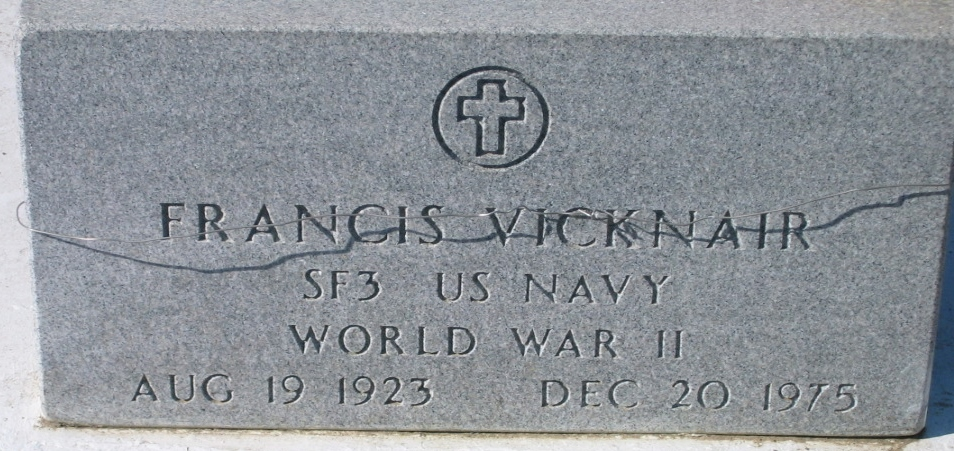 FRANCIS VICKNAIR
SF3 US NAVY
WORLD WAR II
AUG 19 1923 DEC 20 1975